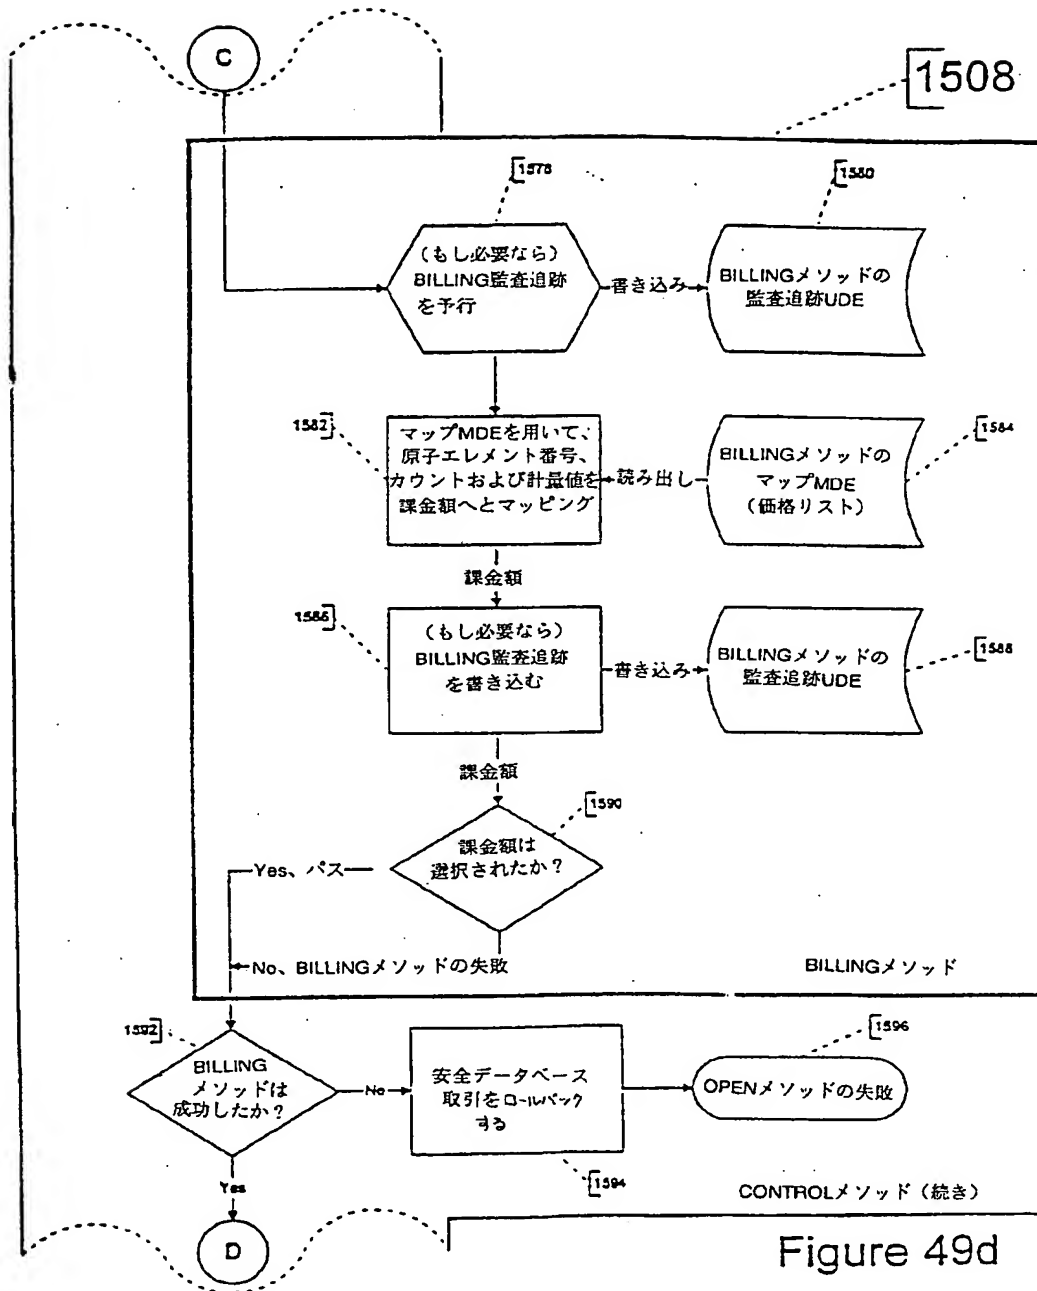 C
1508
1578
1580
(もし必要なら)
BILLING監査追跡
を予行
書き込み
BILLINGメソッドの
監査追跡UDE
1582
マップMDEを用いて、
原子エレメント番号、
カウントおよび計量値を
課金額へとマッピング
読み出し
BILLINGメソッドの
マップMDE
(価格リスト)
1584
課金額
1586
(もし必要なら)
BILLING監査追跡
を書き込む
書き込み
BILLINGメソッドの
監査追跡UDE
1588
課金額
1590
課金額は
選択されたか?
Yes、パス
No、BILLINGメソッドの失敗
BILLINGメソッド
1592
BILLING
メソッドは
成功したか?
No
安全データベース
取引をロールバック
する
1594
1596
OPENメソッドの失敗
Yes
CONTROLメソッド(続き)
D
Figure 49d